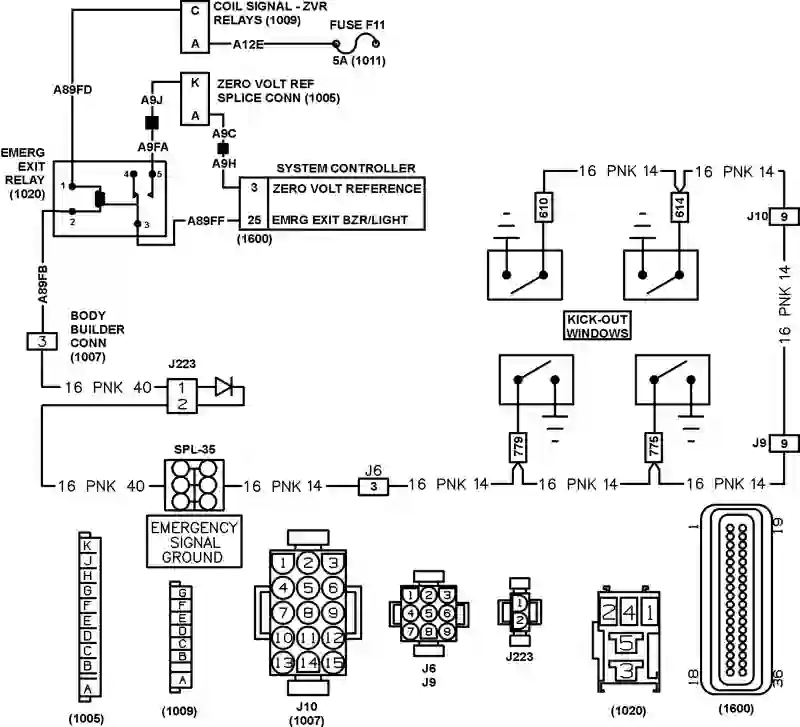 COIL SIGNAL - ZVR
RELAYS (1009)
C
A
A12E
FUSE F11
5A (1011)
A89FD
K
A
ZERO VOLT REF
SPLICE CONN (1005)
A9J
A9FA
A9C
A9H
EMERG
EXIT
RELAY
(1020)
1
2
4
5
3
SYSTEM CONTROLLER
3 ZERO VOLT REFERENCE
25 EMRG EXIT BZR/LIGHT
(1600)
A89FF
A89FB
16 PNK 14
16 PNK 14
610
614
J10 9
16 PNK 14
KICK-OUT
WINDOWS
BODY
BUILDER
CONN
(1007)
3
J223
16 PNK 40
1
2
779
775
J9 9
SPL-35
16 PNK 40
16 PNK 14
J6
3
16 PNK 14
16 PNK 14
16 PNK 14
EMERGENCY
SIGNAL
GROUND
K
J
H
G
F
E
D
C
B
A
(1005)
G
F
E
D
C
B
A
(1009)
1 2 3
4 5 6
7 8 9
10 11 12
13 14 15
J10
(1007)
1 2 3
4 5 6
7 8 9
J6
J9
1
2
J223
2 4 1
5
3
(1020)
1 19
18 36
(1600)